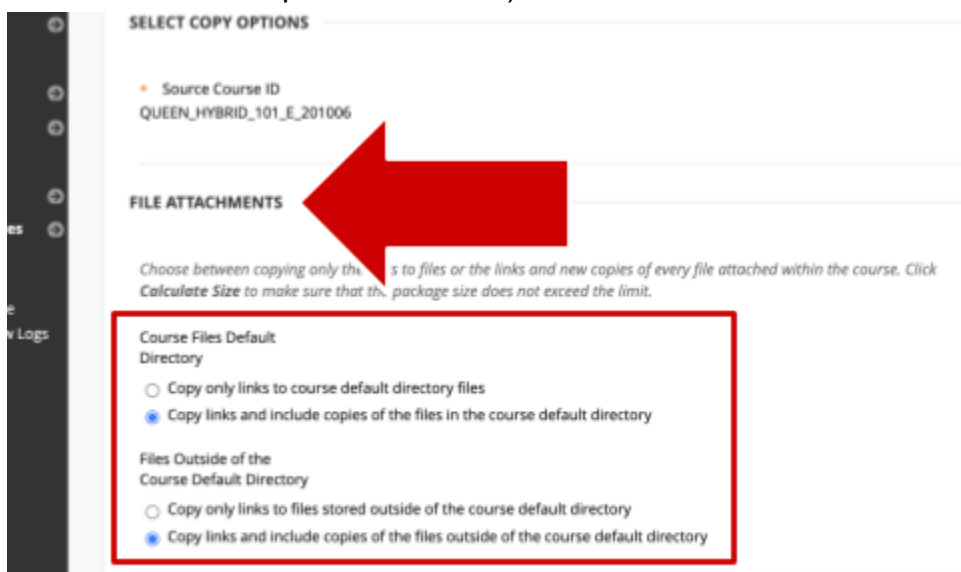 SELECT COPY OPTIONS
* Source Course ID
QUEEN_HYBRID_101_E_201006
FILE ATTACHMENTS
es
Choose between copying only the s to files or the links and new copies of every file attached within the course. Click
Calculate Size to make sure that the package size does not exceed the limit.
e
w Logs
Course Files Default
Directory
Copy only links to course default directory files
Copy links and include copies of the files in the course default directory
Files Outside of the
Course Default Directory
Copy only links to files stored outside of the course default directory
Copy links and include copies of the files outside of the course default directory